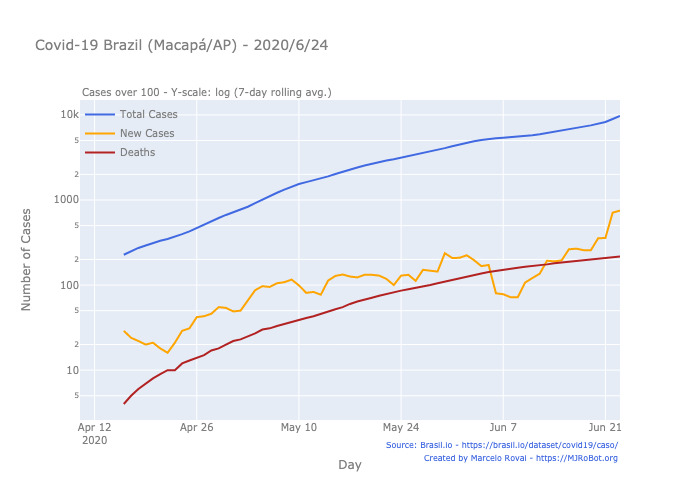 Covid-19 Brazil (Macapá/AP) - 2020/6/24
Cases over 100 - Y-scale: log (7-day rolling avg.)
Total Cases
New Cases
Deaths
10k
5
2
1000
5
2
100
5
2
10
5
Number of Cases
Apr 12
2020
Apr 26
May 10
May 24
Jun 7
Jun 21
Day
Source: Brasil.io - https://brasil.io/dataset/covid19/caso/
Created by Marcelo Rovai - https://MJRoBot.org